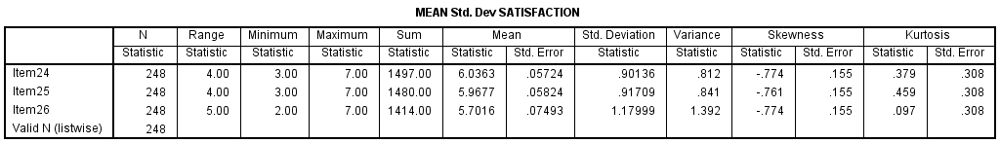 MEAN Std. Dev SATISFACTION
N Range Minimum Maximum Sum Mean Std. Deviation Variance Skewness Kurtosis
Statistic Statistic Statistic Statistic Statistic Statistic Std. Error Statistic Statistic Statistic Std. Error Statistic Std. Error
Item24 248 4.00 3.00 7.00 1497.00 6.0363 .05724 .90136 .812 -.774 .155 .379 .308
Item25 248 4.00 3.00 7.00 1480.00 5.9677 .05824 .91709 .841 -.761 .155 .459 .308
Item26 248 5.00 2.00 7.00 1414.00 5.7016 .07493 1.17999 1.392 -.774 .155 .097 .308
Valid N (listwise) 248